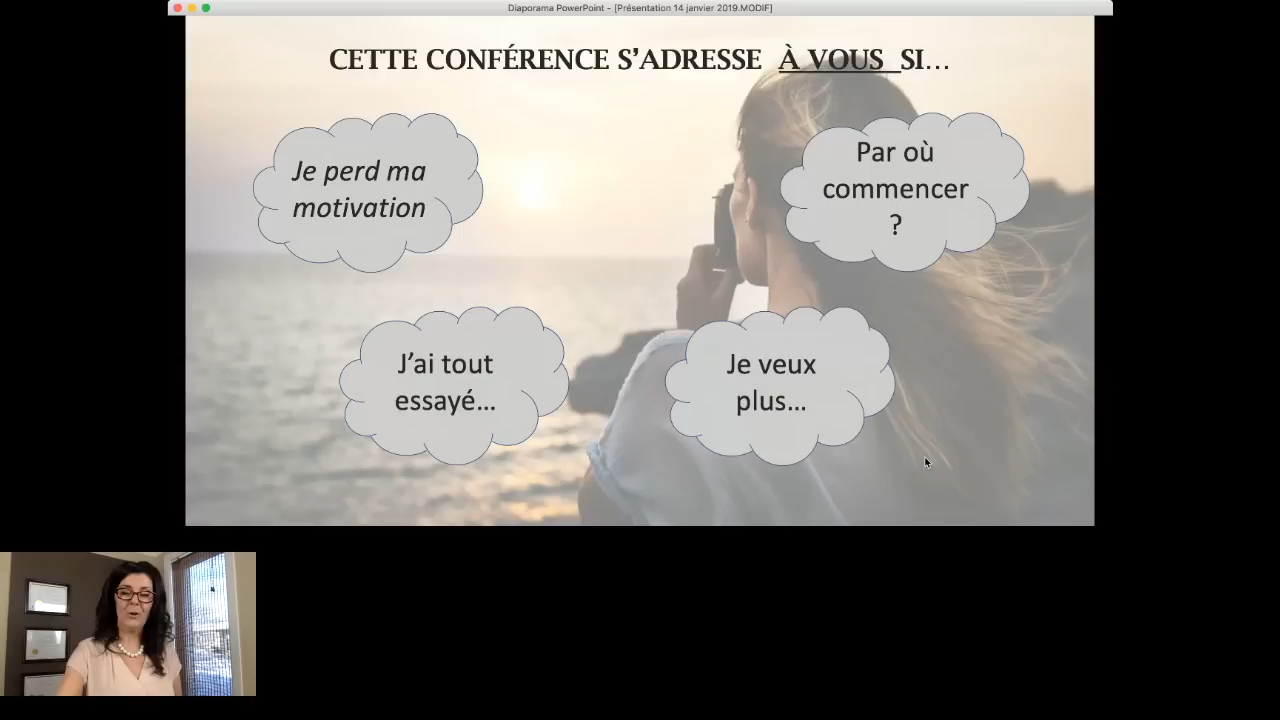 Diaporama PowerPoint - [Présentation 14 janvier 2019.MODIF]
CETTE CONFÉRENCE S’ADRESSE À VOUS SI…
Je perd ma
motivation
Par où
commencer
?
J’ai tout
essayé…
Je veux
plus…